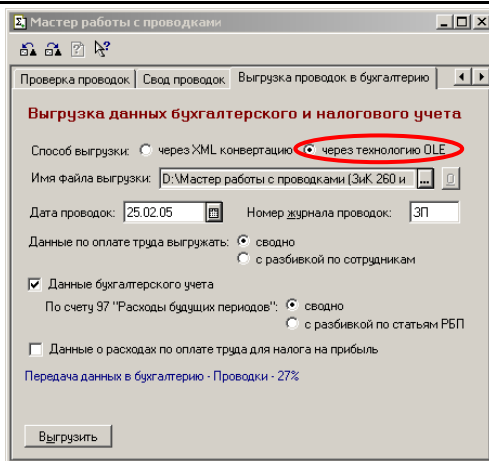 Мастер работы с проводками
Проверка проводок Свод проводок Выгрузка проводок в бухгалтерию
Выгрузка данных бухгалтерского и налогового учета
Способ выгрузки: через XML конвертацию через технологию OLE
Имя файла выгрузки: D:\Мастер работы с проводками (ЗиК 260 и ...
Дата проводок: 25.02.05 Номер журнала проводок: ЗП
Данные по оплате труда выгружать: сводно
с разбивкой по сотрудникам
Данные бухгалтерского учета
По счету 97 "Расходы будущих периодов": сводно
с разбивкой по статьям РБП
Данные о расходах по оплате труда для налога на прибыль
Передача данных в бухгалтерию - Проводки - 27%
Выгрузить